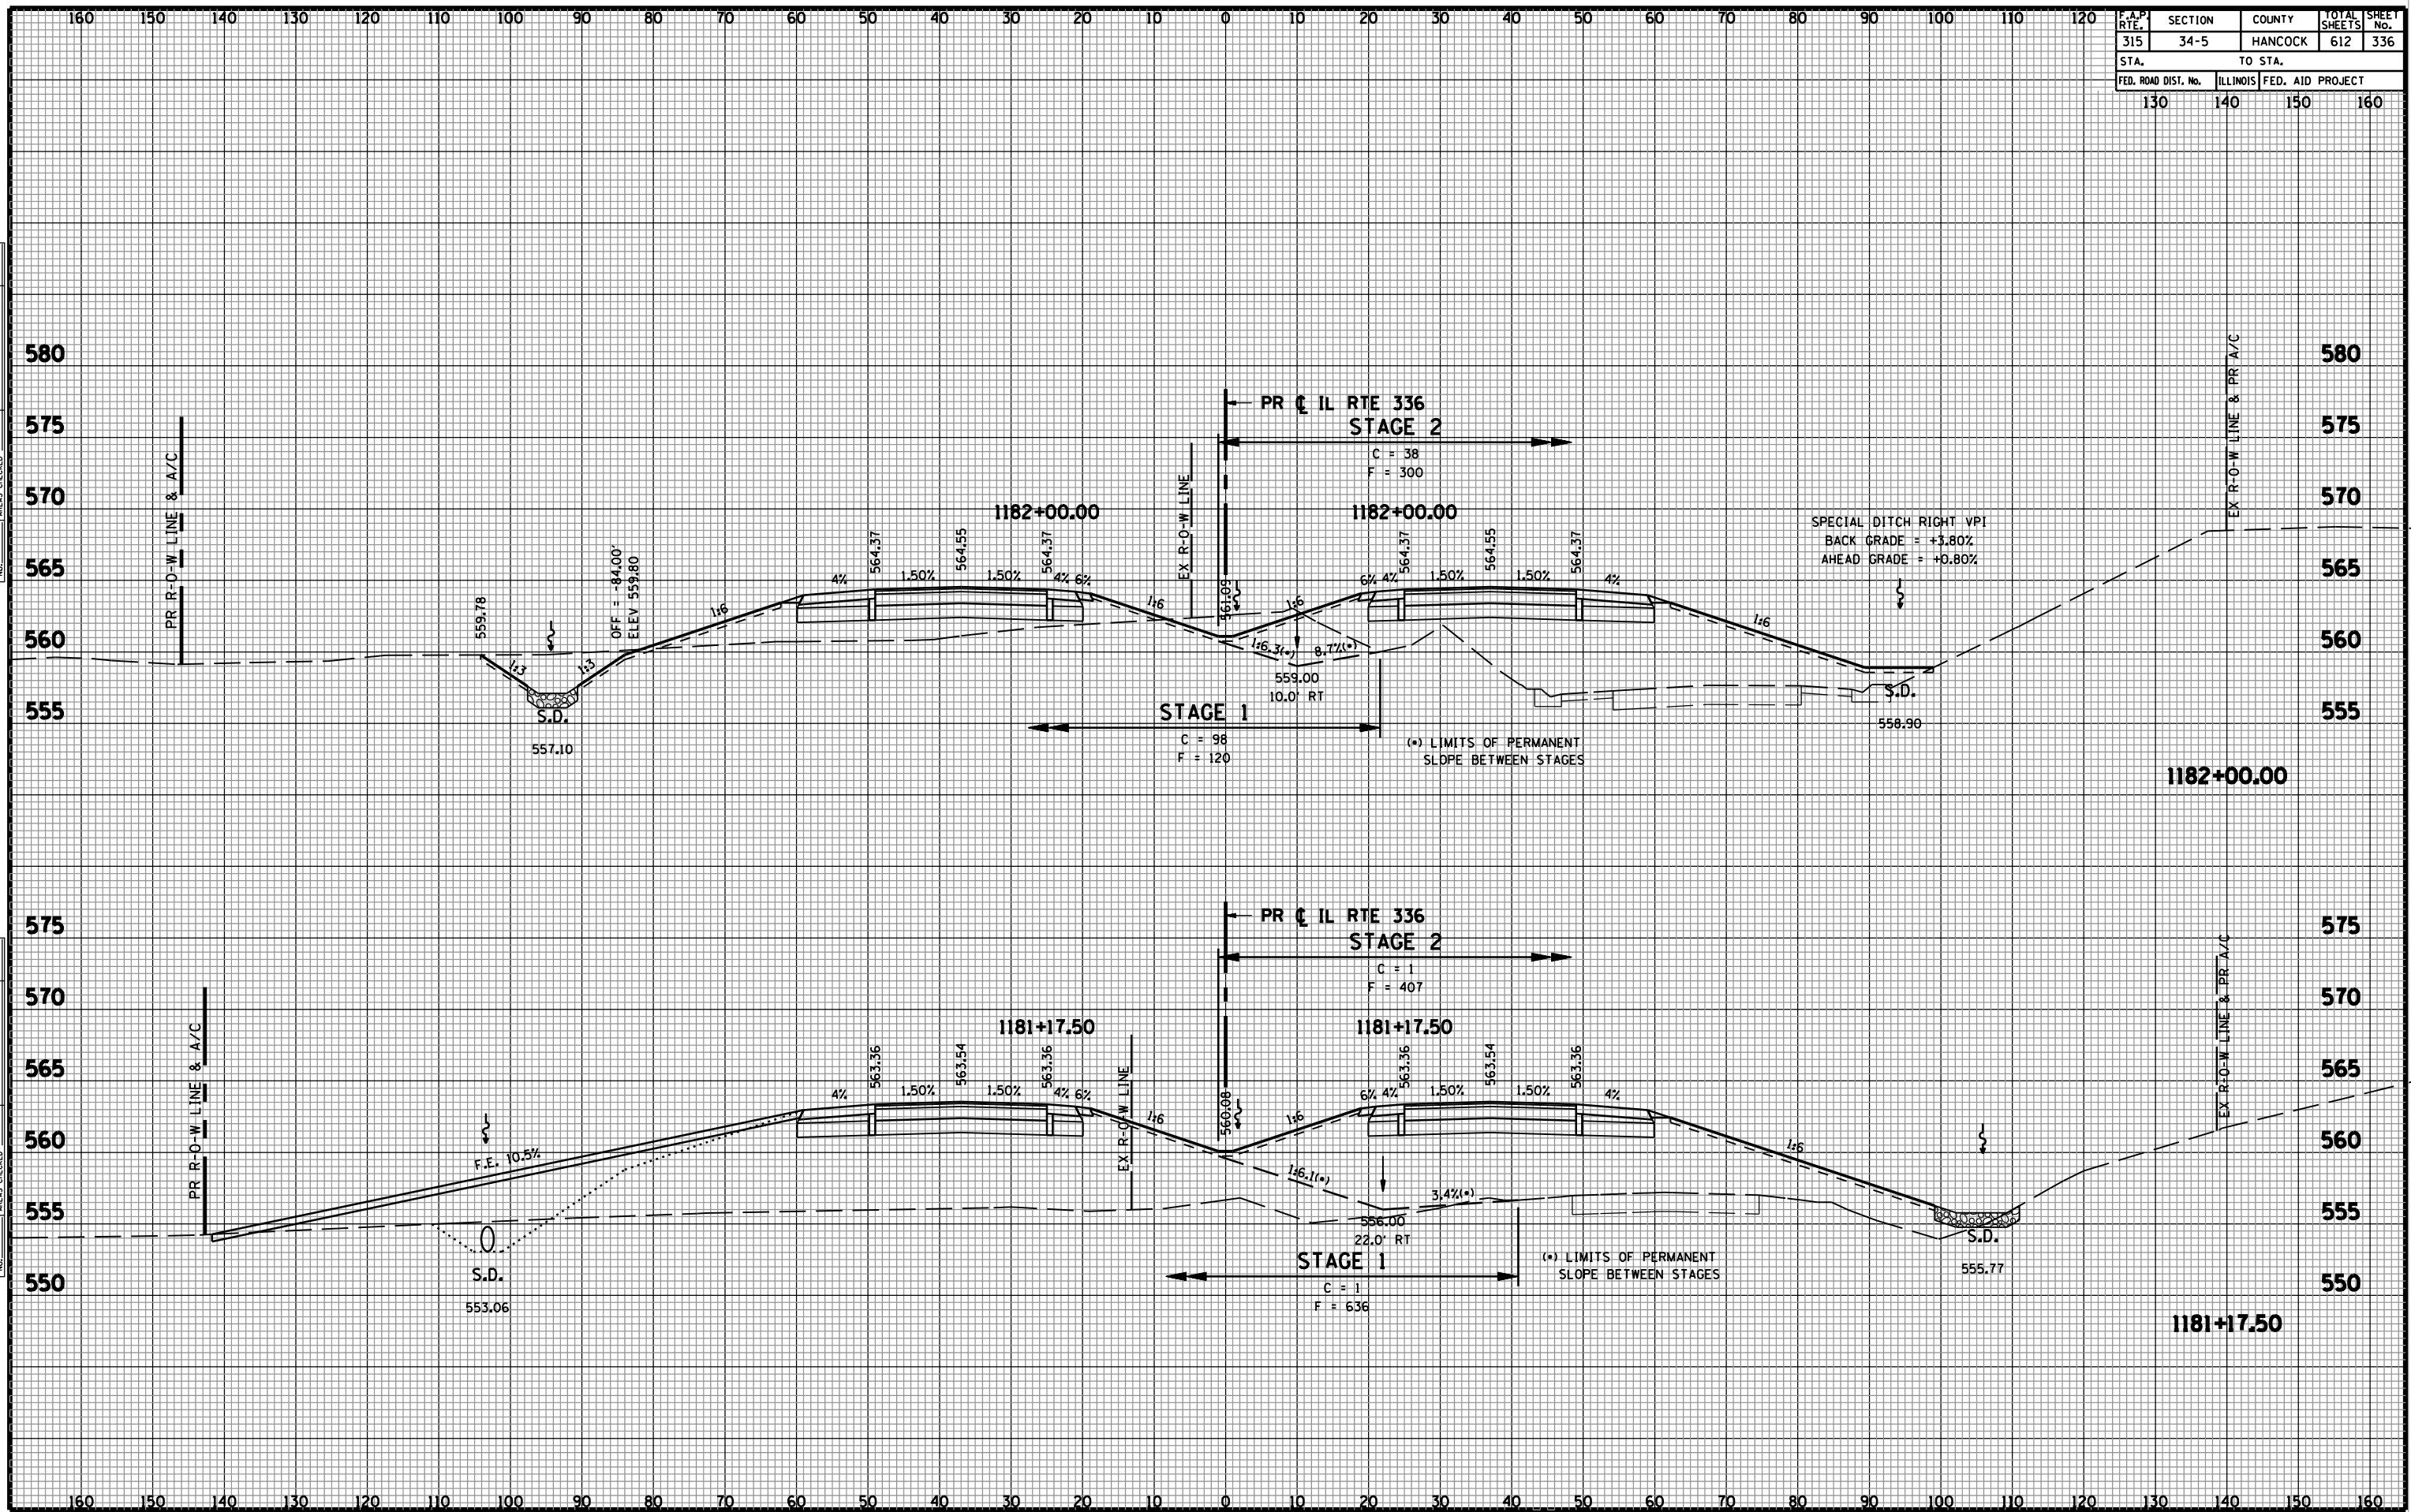 160 150 140 130 120 110 100 90 80 70 60 50 40 30 20 10 0 10 20 30 40 50 60 70 80 90 100 110 120
F.A.P. RTE. SECTION COUNTY TOTAL SHEETS SHEET No.
315 34-5 HANCOCK 612 336
STA. TO STA.
FED. ROAD DIST. No. ILLINOIS FED. AID PROJECT
130 140 150 160
580 580
575 575
570 570
565 565
560 560
555 555
PR ℄ IL RTE 336
STAGE 2
C = 38
F = 300
PR R-O-W LINE & A/C
EX R-O-W LINE
EX R-O-W LINE & PR A/C
1182+00.00 1182+00.00
SPECIAL DITCH RIGHT VPI
BACK GRADE = +3.80%
AHEAD GRADE = +0.80%
559.78
OFF = -84.00'
ELEV 559.80
564.37 564.55 564.37 561.09 564.37 564.55 564.37
1:6 4% 1.50% 1.50% 4% 6% 1:6 1:6 6% 4% 1.50% 1.50% 4% 1:6
1:3 1:3
1:6.3(•) 8.7%(•)
559.00
10.0' RT
S.D.
557.10
S.D.
558.90
STAGE 1
C = 98
F = 120
(•) LIMITS OF PERMANENT
SLOPE BETWEEN STAGES
1182+00.00
575 575
570 570
565 565
560 560
555 555
550 550
PR ℄ IL RTE 336
STAGE 2
C = 1
F = 407
PR R-O-W LINE & A/C
EX R-O-W LINE
EX R-O-W LINE & PR A/C
1181+17.50 1181+17.50
563.36 563.54 563.36 560.08 563.36 563.54 563.36
4% 1.50% 1.50% 4% 6% 1:6 1:6 6% 4% 1.50% 1.50% 4% 1:6
F.E. 10.5%
1:6.1(•) 3.4%(•)
556.00
22.0' RT
S.D.
553.06
S.D.
555.77
STAGE 1
C = 1
F = 636
(•) LIMITS OF PERMANENT
SLOPE BETWEEN STAGES
1181+17.50
160 150 140 130 120 110 100 90 80 70 60 50 40 30 20 10 0 10 20 30 40 50 60 70 80 90 100 110 120 130 140 150 160